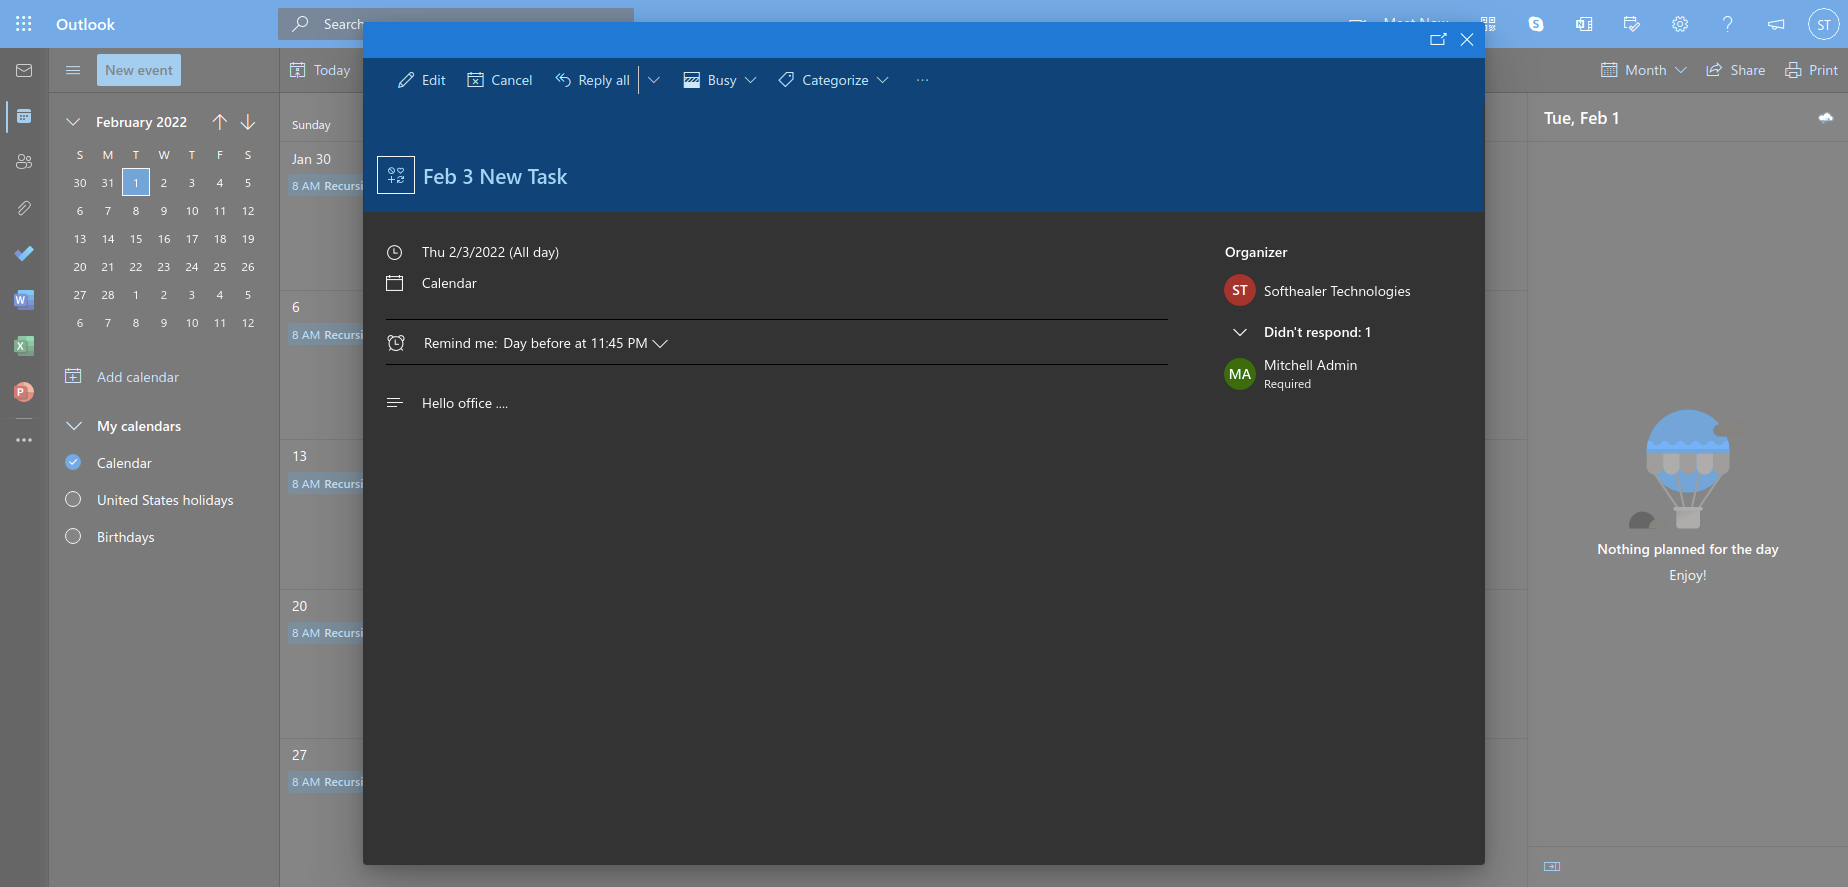 Outlook
Search
Meet Now
ST
New event
Today
Month
Share
Print
February 2022
S M T W T F S
30 31 1 2 3 4 5
6 7 8 9 10 11 12
13 14 15 16 17 18 19
20 21 22 23 24 25 26
27 28 1 2 3 4 5
6 7 8 9 10 11 12
Add calendar
My calendars
Calendar
United States holidays
Birthdays
Sunday
Jan 30
8 AM Recursi
6
8 AM Recursi
13
8 AM Recursi
20
8 AM Recursi
27
8 AM Recursi
Edit Cancel Reply all Busy Categorize ...
Feb 3 New Task
Thu 2/3/2022 (All day)
Calendar
Remind me: Day before at 11:45 PM
Hello office ....
Organizer
ST Softhealer Technologies
Didn't respond: 1
MA Mitchell Admin
Required
Tue, Feb 1
Nothing planned for the day
Enjoy!